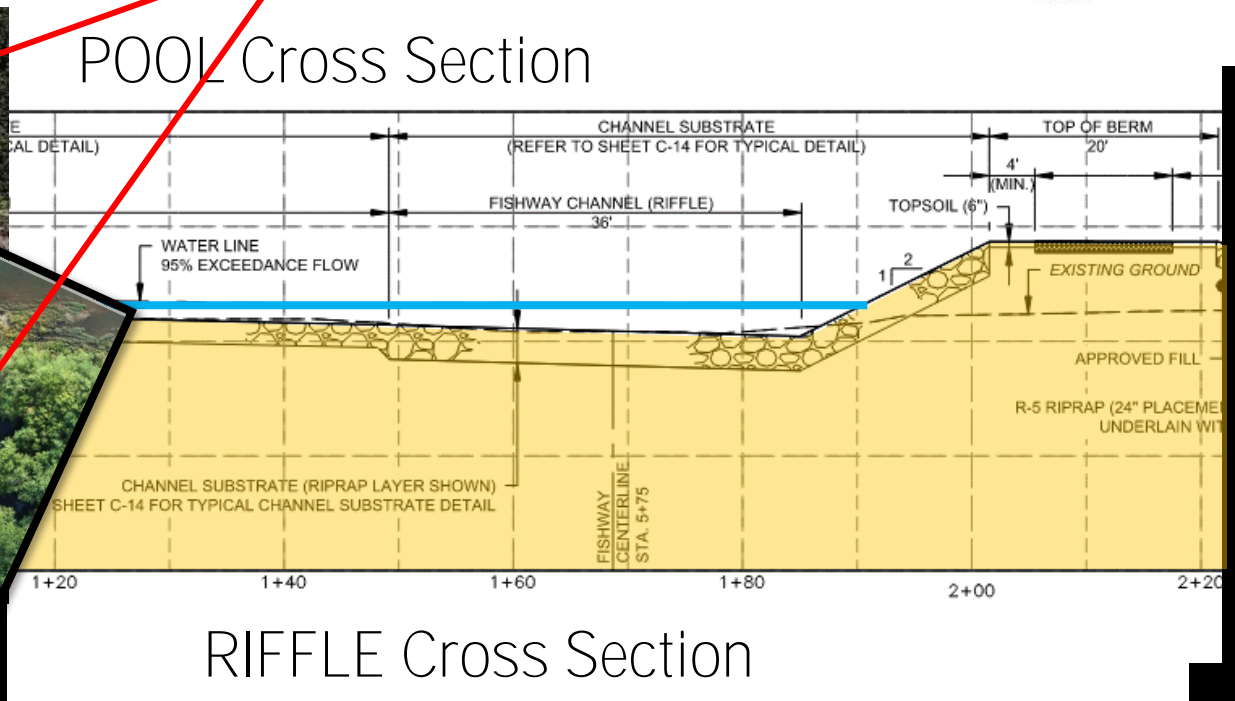 POOL Cross Section
CHANNEL SUBSTRATE
(REFER TO SHEET C-14 FOR TYPICAL DETAIL)
TOP OF BERM
20'
DETAIL)
4'
(MIN.)
FISHWAY CHANNEL (RIFFLE)
36'
TOPSOIL (6")
WATER LINE
95% EXCEEDANCE FLOW
1
2
EXISTING GROUND
APPROVED FILL
R-5 RIPRAP (24"
UNDERLAIN
CHANNEL SUBSTRATE (RIPRAP LAYER SHOWN)
SHEET C-14 FOR TYPICAL CHANNEL SUBSTRATE DETAIL
FISHWAY
CENTERLINE
STA. 5+75
1+20
1+40
1+60
1+80
2+00
2+20
RIFFLE Cross Section